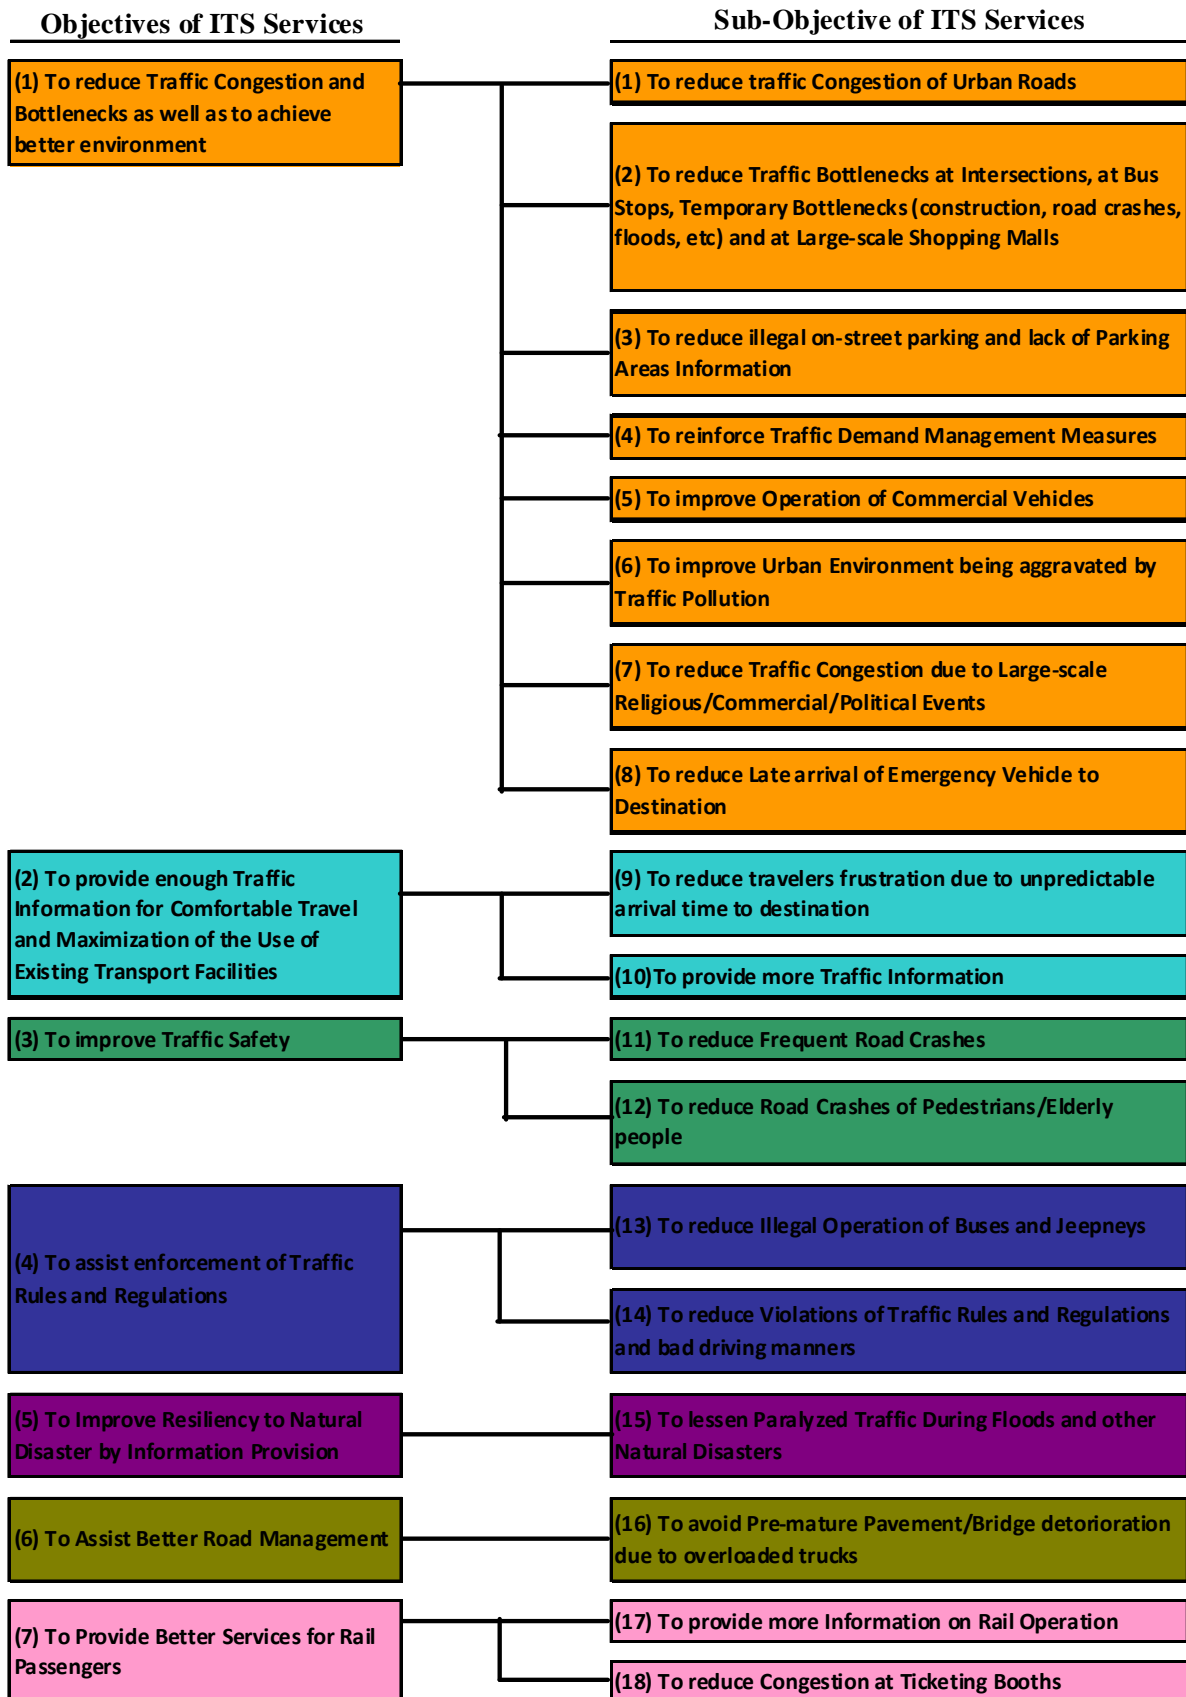 Objectives of ITS Services
Sub-Objective of ITS Services
(1) To reduce Traffic Congestion and
Bottlenecks as well as to achieve
better environment
(1) To reduce traffic Congestion of Urban Roads
(2) To reduce Traffic Bottlenecks at Intersections, at Bus
Stops, Temporary Bottlenecks (construction, road crashes,
floods, etc) and at Large-scale Shopping Malls
(3) To reduce illegal on-street parking and lack of Parking
Areas Information
(4) To reinforce Traffic Demand Management Measures
(5) To improve Operation of Commercial Vehicles
(6) To improve Urban Environment being aggravated by
Traffic Pollution
(7) To reduce Traffic Congestion due to Large-scale
Religious/Commercial/Political Events
(8) To reduce Late arrival of Emergency Vehicle to
Destination
(2) To provide enough Traffic
Information for Comfortable Travel
and Maximization of the Use of
Existing Transport Facilities
(9) To reduce travelers frustration due to unpredictable
arrival time to destination
(10)To provide more Traffic Information
(3) To improve Traffic Safety
(11) To reduce Frequent Road Crashes
(12) To reduce Road Crashes of Pedestrians/Elderly
people
(4) To assist enforcement of Traffic
Rules and Regulations
(13) To reduce Illegal Operation of Buses and Jeepneys
(14) To reduce Violations of Traffic Rules and Regulations
and bad driving manners
(5) To Improve Resiliency to Natural
Disaster by Information Provision
(15) To lessen Paralyzed Traffic During Floods and other
Natural Disasters
(6) To Assist Better Road Management
(16) To avoid Pre-mature Pavement/Bridge detorioration
due to overloaded trucks
(7) To Provide Better Services for Rail
Passengers
(17) To provide more Information on Rail Operation
(18) To reduce Congestion at Ticketing Booths